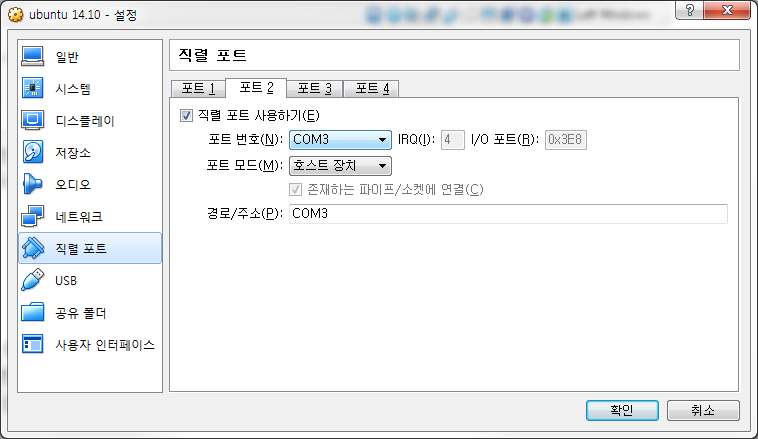 ubuntu 14.10 - 설정
일반
시스템
디스플레이
저장소
오디오
네트워크
직렬 포트
USB
공유 폴더
사용자 인터페이스
직렬 포트
포트 1 포트 2 포트 3 포트 4
직렬 포트 사용하기(E)
포트 번호(N): COM3 IRQ(I): 4 I/O 포트(R): 0x3E8
포트 모드(M): 호스트 장치
존재하는 파이프/소켓에 연결(C)
경로/주소(P): COM3
확인 취소